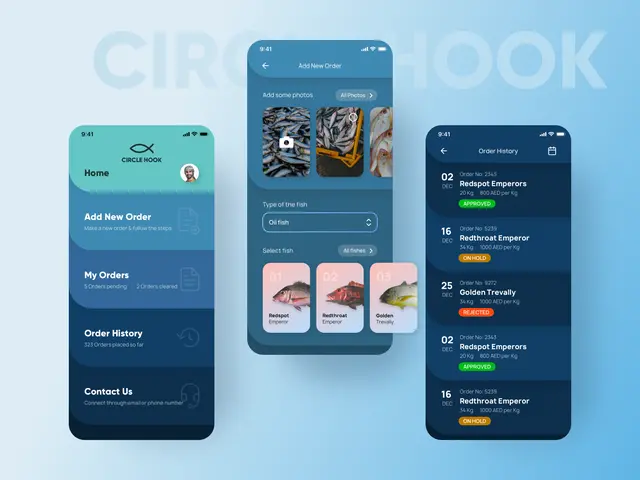 CIRCLE HOOK
9:41
CIRCLE HOOK
Home
Add New Order
Make a new order & follow the steps
My Orders
5 Orders pending 2 Orders cleared
Order History
323 Orders placed so far
Contact Us
Connect through email or phone number
9:41
Add New Order
Add some photos
All Photos
Type of the fish
Oil fish
Select fish
All fishes
01
Redspot
Emperor
02
Redthroat
Emperor
03
Golden
Trevally
9:41
Order History
02 DEC
Order No: 2343
Redspot Emperors
20 Kg 800 AED per Kg
APPROVED
16 DEC
Order No: 5239
Redthroat Emperor
34 Kg 1000 AED per Kg
ON HOLD
25 DEC
Order No: 9272
Golden Trevally
34 Kg 1000 AED per Kg
REJECTED
02 DEC
Order No: 2343
Redspot Emperors
20 Kg 800 AED per Kg
APPROVED
16 DEC
Order No: 5239
Redthroat Emperor
34 Kg 1000 AED per Kg
ON HOLD